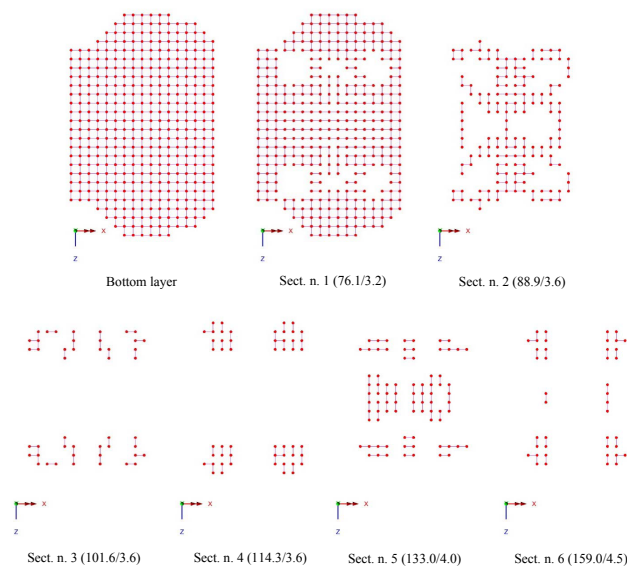 x x x
z z z
Bottom layer Sect. n. 1 (76.1/3.2) Sect. n. 2 (88.9/3.6)
x x x x
z z z z
Sect. n. 3 (101.6/3.6) Sect. n. 4 (114.3/3.6) Sect. n. 5 (133.0/4.0) Sect. n. 6 (159.0/4.5)